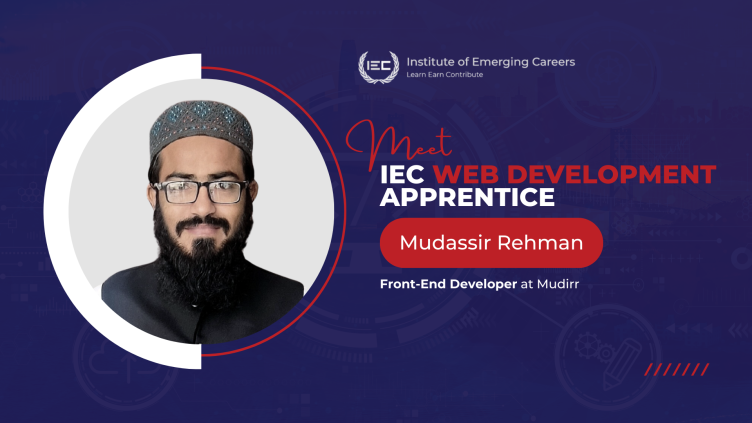 IEC
Institute of Emerging Careers
Learn Earn Contribute
Meet
IEC WEB DEVELOPMENT
APPRENTICE
Mudassir Rehman
Front-End Developer at Mudirr